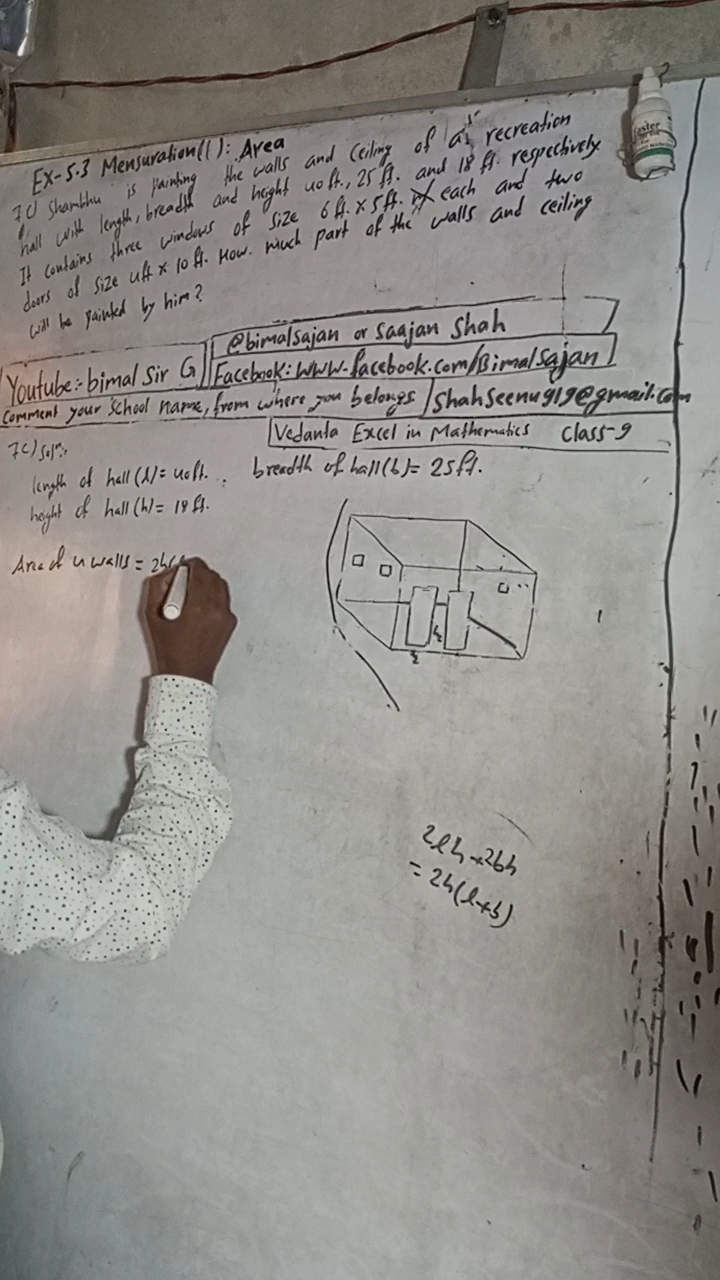 Ex-5.3 Mensuration(I): Area
7c) Shambhu is painting the walls and ceiling of a recreation
hall with length, breadth and height 40ft., 25ft. and 18ft. respectively.
It contains three windows of size 6ft. x 5ft. each and two
doors of size 4ft x 10ft. How much part of the walls and ceiling
will be painted by him?
@bimalsajan or Saajan Shah
Youtube:- bimal Sir G
Facebook: www.facebook.com/Bimalsajan
Comment your School name, from where you belongs
Shahseenu919@gmail.com
Vedanta Excel in Mathematics Class-9
7c) Soln:
length of hall (l) = 40ft. , breadth of hall (b) = 25ft.
height of hall (h) = 18ft.
Area of 4 walls = 2h(
2lh + 2bh
= 2h(l+b)